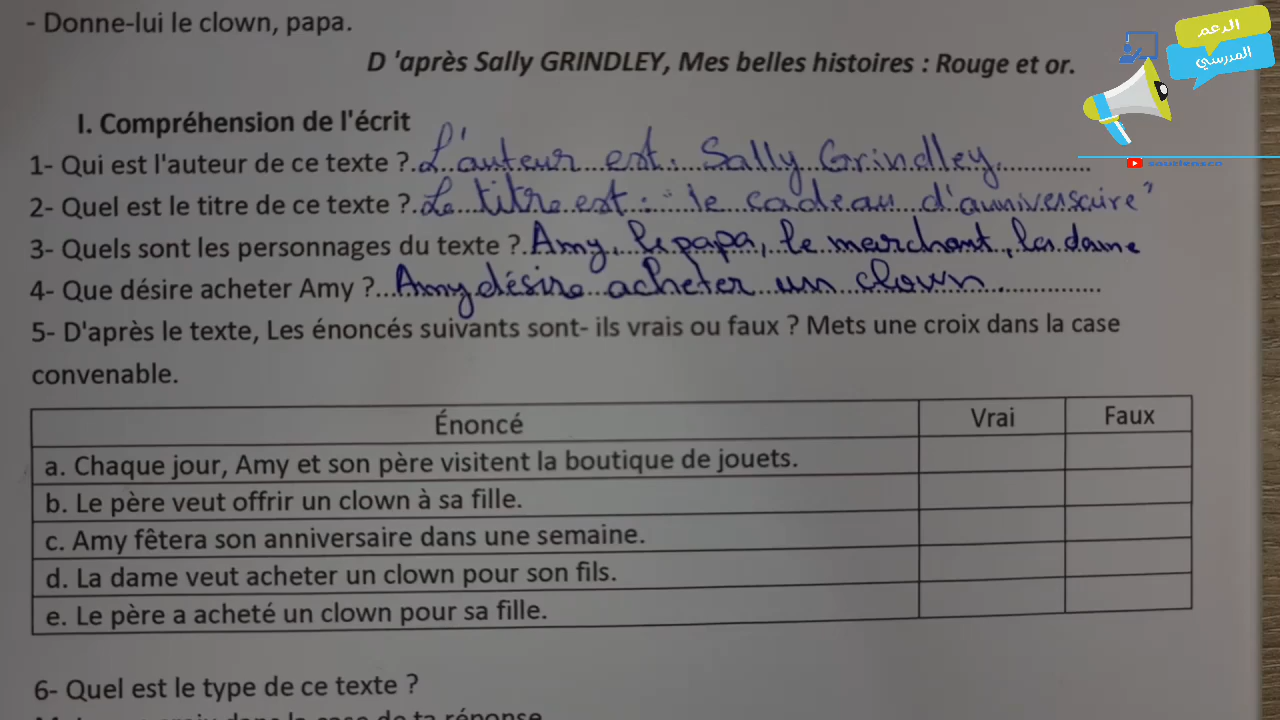 - Donne-lui le clown, papa.
D 'après Sally GRINDLEY, Mes belles histoires : Rouge et or.
الدعم
المدرسي
I. Compréhension de l'écrit
1- Qui est l'auteur de ce texte ?..L'auteur est : Sally Grindley.............
2- Quel est le titre de ce texte ?..Le titre est : "le cadeau d'anniversaire"
3- Quels sont les personnages du texte ?.Amy, le papa, le marchant, la dame
4- Que désire acheter Amy ?...Amy désire acheter un clown...............
5- D'après le texte, Les énoncés suivants sont- ils vrais ou faux ? Mets une croix dans la case
convenable.
Énoncé Vrai Faux
a. Chaque jour, Amy et son père visitent la boutique de jouets.
b. Le père veut offrir un clown à sa fille.
c. Amy fêtera son anniversaire dans une semaine.
d. La dame veut acheter un clown pour son fils.
e. Le père a acheté un clown pour sa fille.
6- Quel est le type de ce texte ?